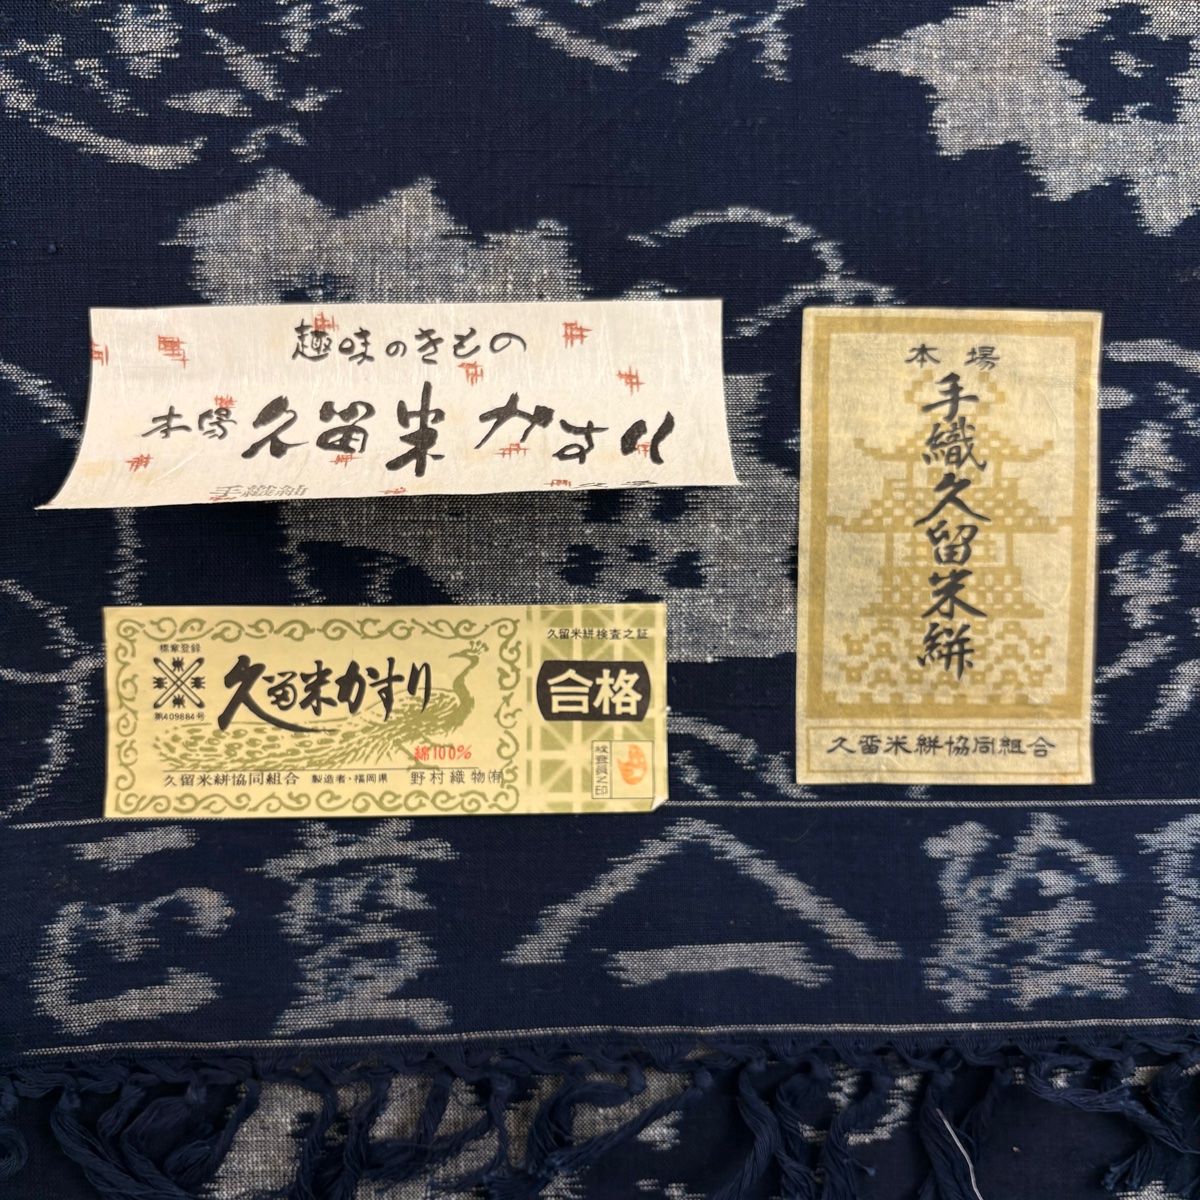 趣味のきもの
本場久留米かすり
本場
手織久留米絣
久留米絣協同組合
標章登録
第409884号
久留米かすり
綿100%
久留米絣協同組合 製造者・福岡県 野村織物(有)
久留米絣検査之証
合格
検査員之印